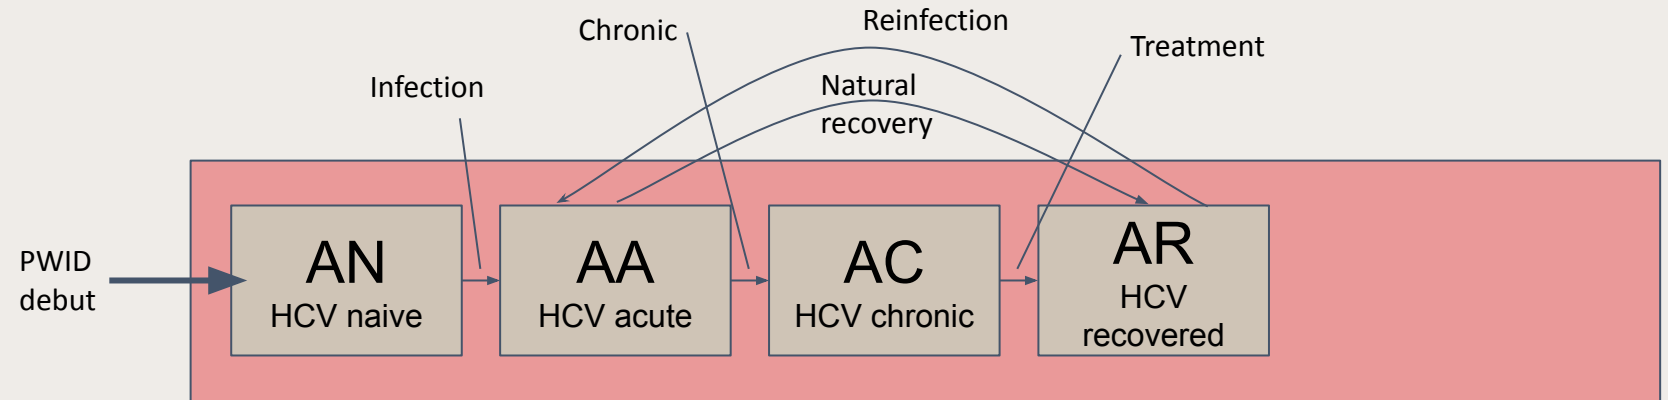 Reinfection
Chronic
Treatment
Infection
Natural
recovery
PWID
debut
AN
HCV naive
AA
HCV acute
AC
HCV chronic
AR
HCV
recovered